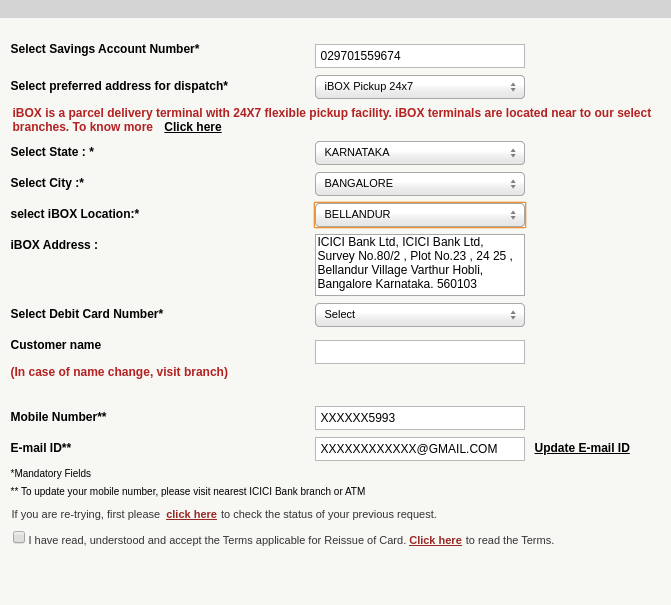 Select Savings Account Number* 029701559674
Select preferred address for dispatch* iBOX Pickup 24x7
iBOX is a parcel delivery terminal with 24X7 flexible pickup facility. iBOX terminals are located near to our select
branches. To know more Click here
Select State : * KARNATAKA
Select City :* BANGALORE
select iBOX Location:* BELLANDUR
iBOX Address : ICICI Bank Ltd, ICICI Bank Ltd,
Survey No.80/2 , Plot No.23 , 24 25 ,
Bellandur Village Varthur Hobli,
Bangalore Karnataka. 560103
Select Debit Card Number* Select
Customer name
(In case of name change, visit branch)
Mobile Number** XXXXXX5993
E-mail ID** XXXXXXXXXXXX@GMAIL.COM Update E-mail ID
*Mandatory Fields
** To update your mobile number, please visit nearest ICICI Bank branch or ATM
If you are re-trying, first please click here to check the status of your previous request.
I have read, understood and accept the Terms applicable for Reissue of Card. Click here to read the Terms.